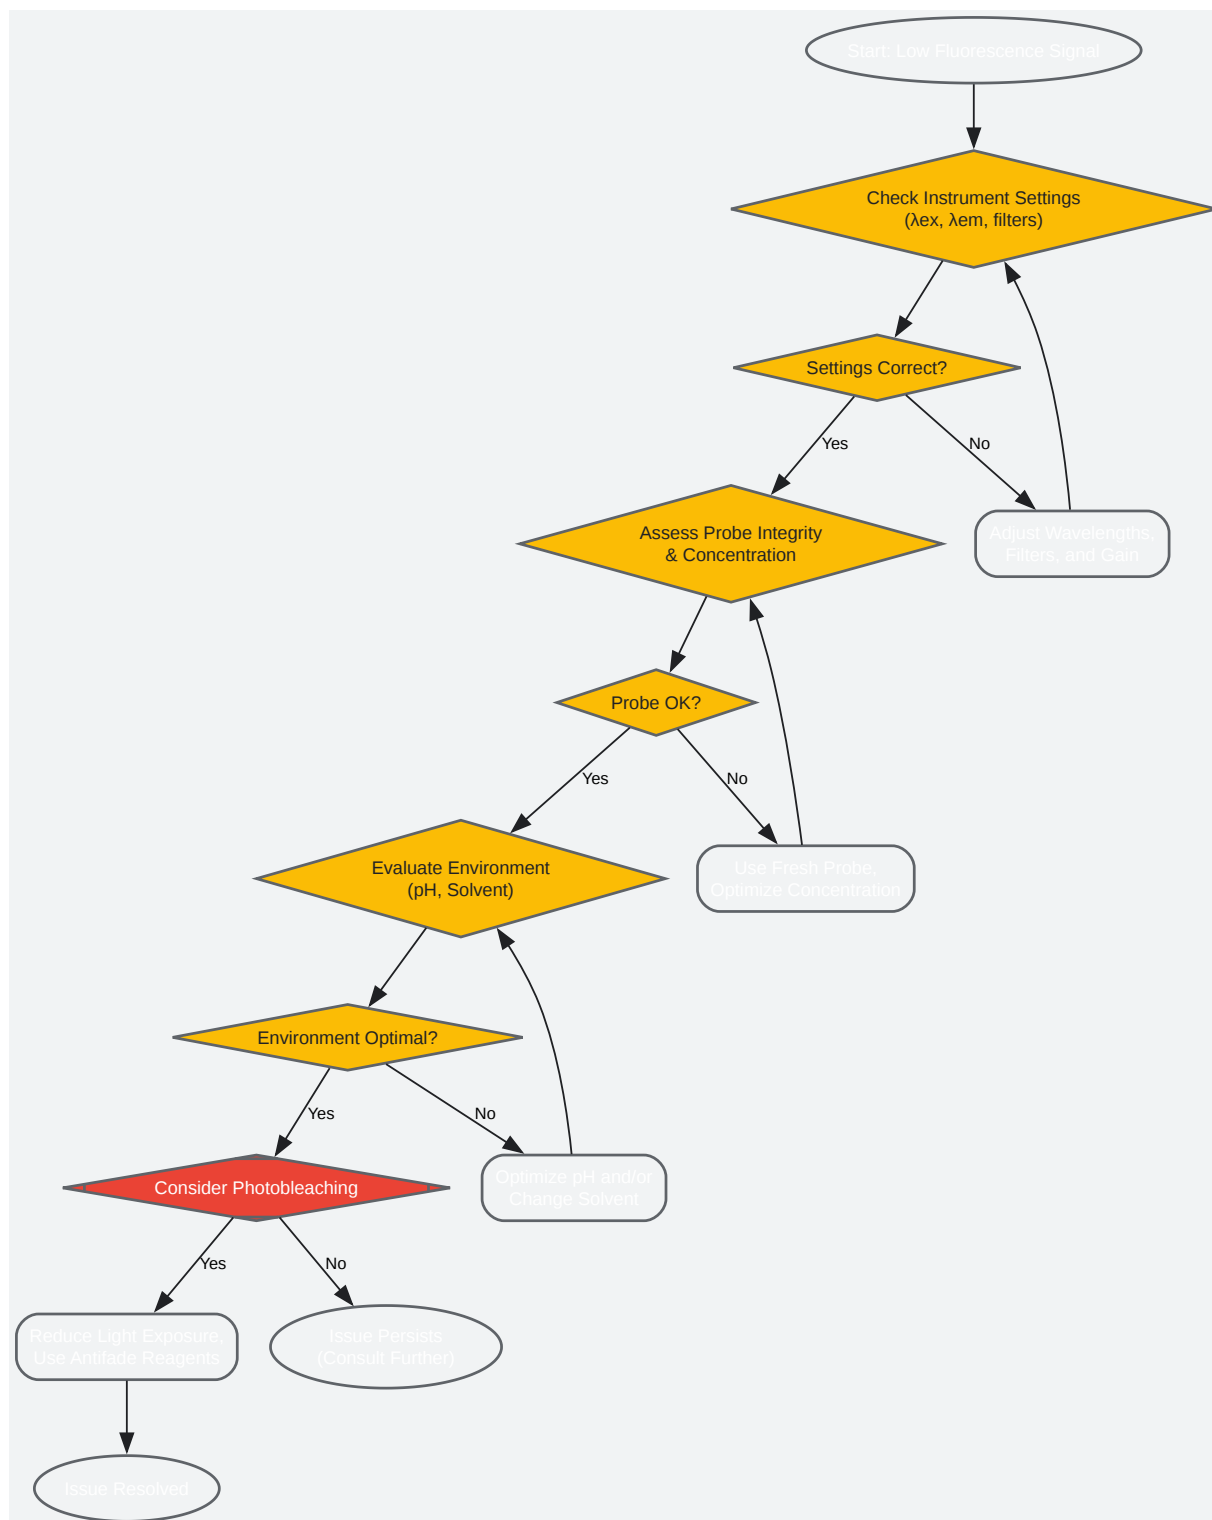 Start: Low Fluorescence Signal
Check Instrument Settings
(λex, λem, filters)
Settings Correct?
Yes
No
Assess Probe Integrity
& Concentration
Adjust Wavelengths,
Filters, and Gain
Probe OK?
Yes
No
Evaluate Environment
(pH, Solvent)
Use Fresh Probe,
Optimize Concentration
Environment Optimal?
Yes
No
Consider Photobleaching
Optimize pH and/or
Change Solvent
Yes
No
Reduce Light Exposure,
Use Antifade Reagents
Issue Persists
(Consult Further)
Issue Resolved